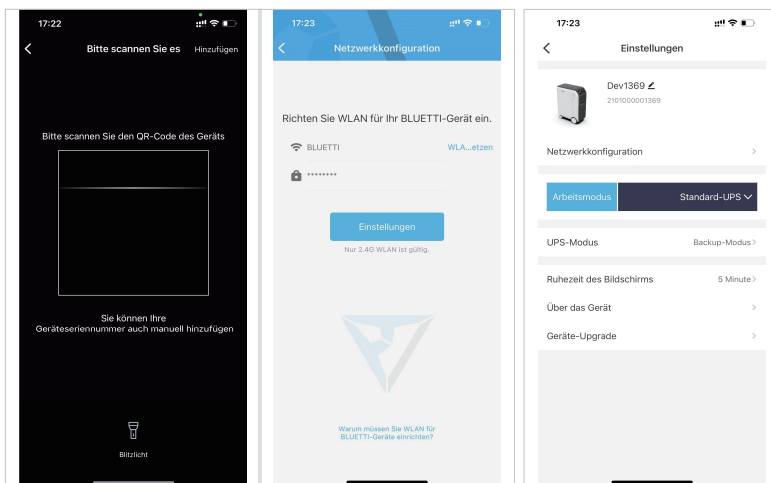 17:22
Bitte scannen Sie es
Hinzufügen
Bitte scannen Sie den QR-Code des Geräts
Sie können Ihre
Geräteseriennummer auch manuell hinzufügen
Blitzlicht
17:23
Netzwerkkonfiguration
Richten Sie WLAN für Ihr BLUETTI-Gerät ein.
BLUETTI
WLA...etzen
********
Einstellungen
Nur 2.4G WLAN ist gültig.
Warum müssen Sie WLAN für
BLUETTI-Geräte einrichten?
17:23
Einstellungen
Dev1369
2101000001369
Netzwerkkonfiguration
Arbeitsmodus
Standard-UPS
UPS-Modus
Backup-Modus
Ruhezeit des Bildschirms
5 Minute
Über das Gerät
Geräte-Upgrade